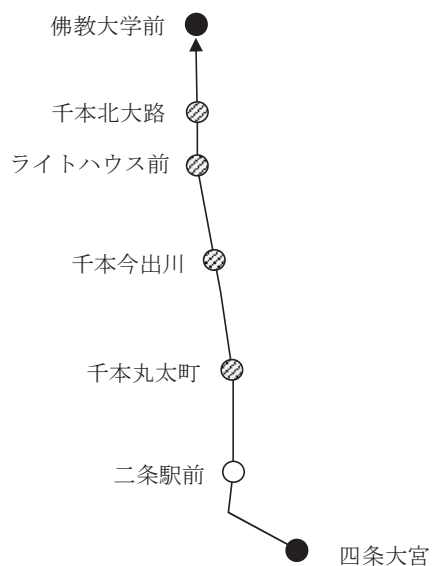 佛教大学前
千本北大路
ライトハウス前
千本今出川
千本丸太町
二条駅前
四条大宮